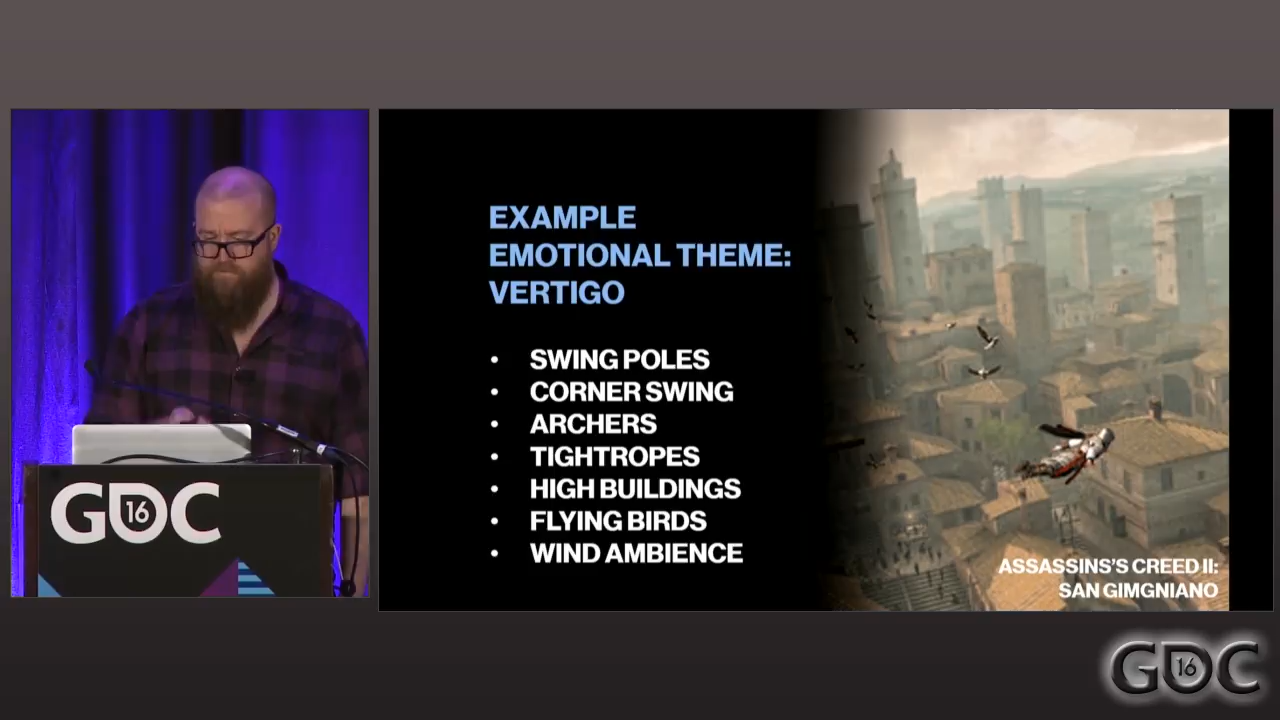 EXAMPLE
EMOTIONAL THEME:
VERTIGO
• SWING POLES
• CORNER SWING
• ARCHERS
• TIGHTROPES
• HIGH BUILDINGS
• FLYING BIRDS
• WIND AMBIENCE
ASSASSINS'S CREED II:
SAN GIMGNIANO
GDC 16
GDC 16